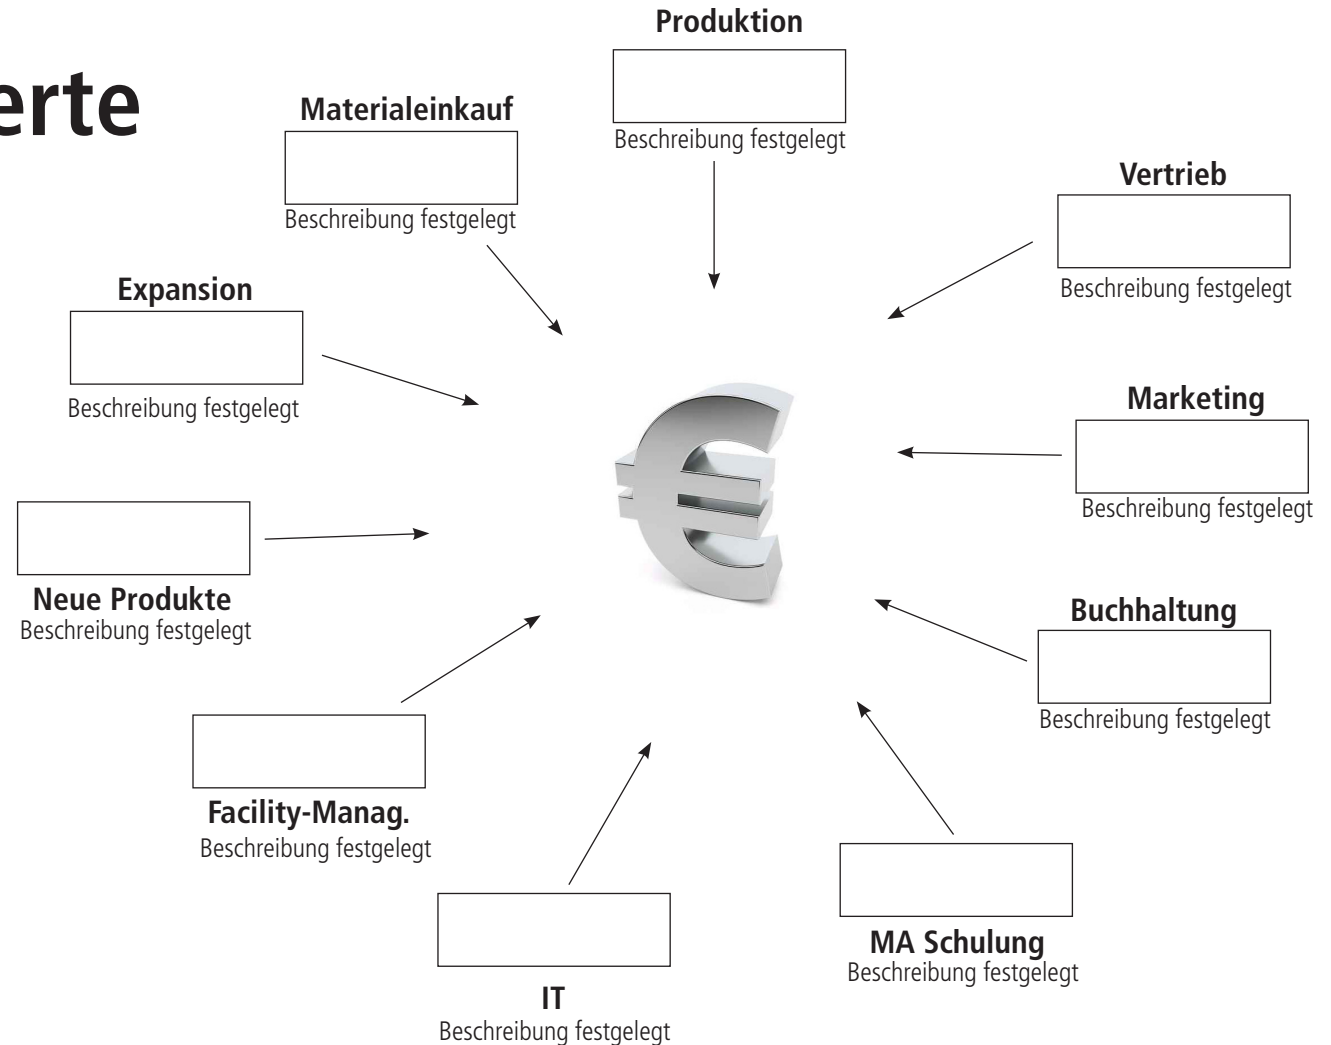 erte
Produktion
Beschreibung festgelegt
Materialeinkauf
Beschreibung festgelegt
Vertrieb
Beschreibung festgelegt
Expansion
Beschreibung festgelegt
Marketing
Beschreibung festgelegt
Neue Produkte
Beschreibung festgelegt
Buchhaltung
Beschreibung festgelegt
Facility-Manag.
Beschreibung festgelegt
MA Schulung
Beschreibung festgelegt
IT
Beschreibung festgelegt
€